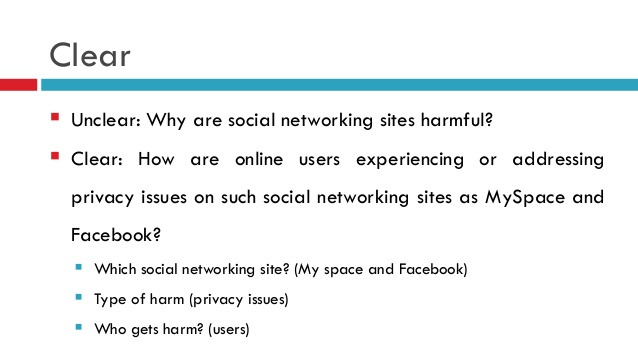 Clear
Unclear: Why are social networking sites harmful?
Clear: How are online users experiencing or addressing
privacy issues on such social networking sites as MySpace and
Facebook?
Which social networking site? (My space and Facebook)
Type of harm (privacy issues)
Who gets harm? (users)